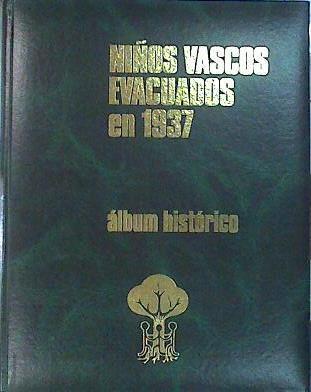 NIÑOS VASCOS
EVACUADOS
en 1937
álbum histórico